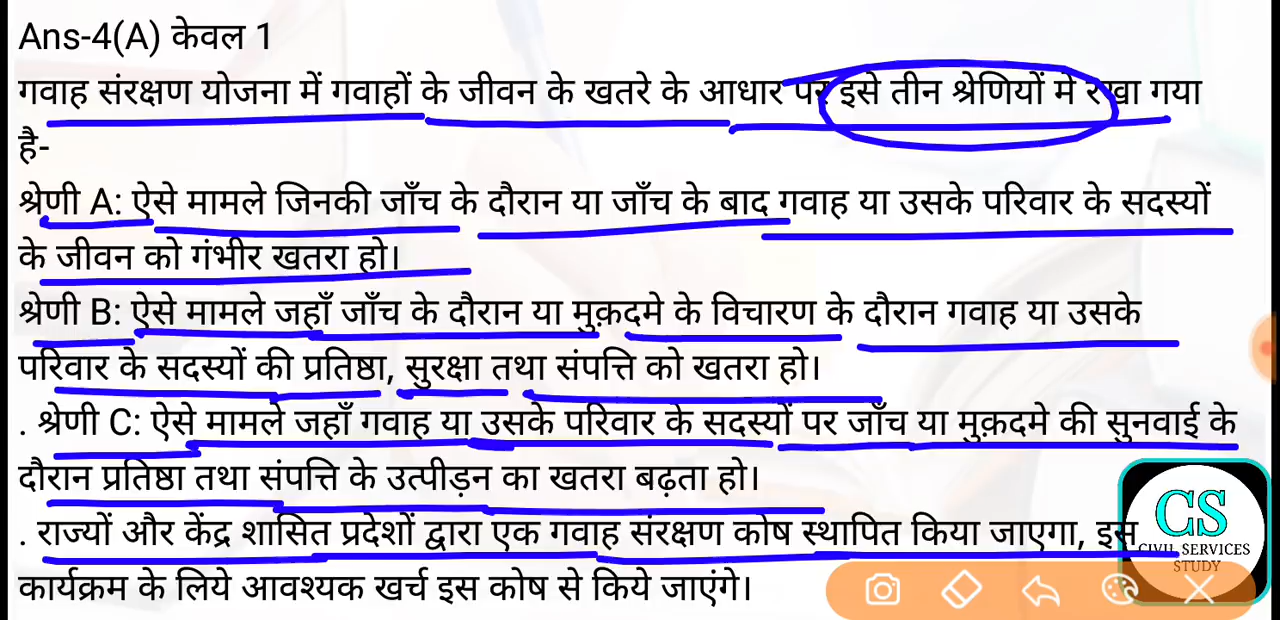 Ans-4(A) केवल 1
गवाह संरक्षण योजना में गवाहों के जीवन के खतरे के आधार पर इसे तीन श्रेणियों में रखा गया
है-
श्रेणी A: ऐसे मामले जिनकी जाँच के दौरान या जाँच के बाद गवाह या उसके परिवार के सदस्यों
के जीवन को गंभीर खतरा हो।
श्रेणी B: ऐसे मामले जहाँ जाँच के दौरान या मुक़दमे के विचारण के दौरान गवाह या उसके
परिवार के सदस्यों की प्रतिष्ठा, सुरक्षा तथा संपत्ति को खतरा हो।
. श्रेणी C: ऐसे मामले जहाँ गवाह या उसके परिवार के सदस्यों पर जाँच या मुक़दमे की सुनवाई के
दौरान प्रतिष्ठा तथा संपत्ति के उत्पीड़न का खतरा बढ़ता हो।
. राज्यों और केंद्र शासित प्रदेशों द्वारा एक गवाह संरक्षण कोष स्थापित किया जाएगा, इस
कार्यक्रम के लिये आवश्यक खर्च इस कोष से किये जाएंगे।
CS
CIVIL SERVICES
STUDY